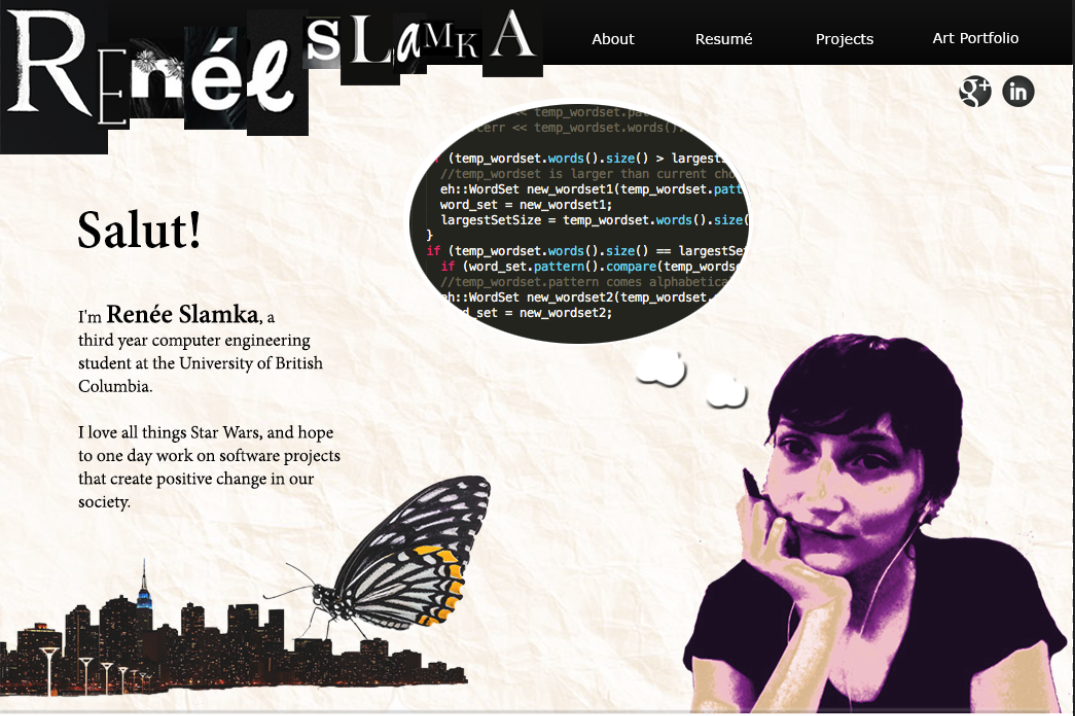 REnée SLaMKA
About
Resumé
Projects
Art Portfolio
g+
in
<< temp_wordset.pa
cerr << temp_wordset.words().
(temp_wordset.words().size() > largests
//temp_wordset is larger than current cho
eh::WordSet new_wordset1(temp_wordset.patt
word_set = new_wordset1;
largestSetSize = temp_wordset.words().size(
}
if (temp_wordset.words().size() == largestSe
if (word_set.pattern().compare(temp_words
//temp_wordset.pattern comes alphabetica
eh::WordSet new_wordset2(temp_wordset.
_set = new_wordset2;
Salut!
I'm Renée Slamka, a
third year computer engineering
student at the University of British
Columbia.
I love all things Star Wars, and hope
to one day work on software projects
that create positive change in our
society.